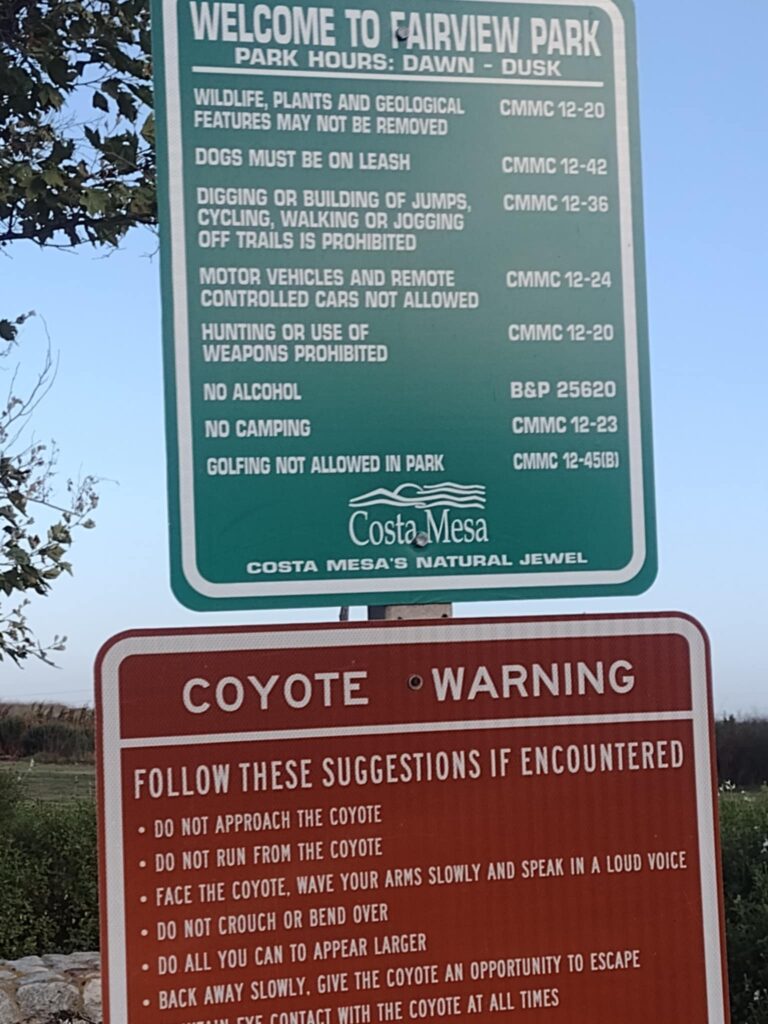 WELCOME TO FAIRVIEW PARK
PARK HOURS: DAWN - DUSK
WILDLIFE, PLANTS AND GEOLOGICAL CMMC 12-20
FEATURES MAY NOT BE REMOVED
DOGS MUST BE ON LEASH CMMC 12-42
DIGGING OR BUILDING OF JUMPS, CMMC 12-36
CYCLING, WALKING OR JOGGING
OFF TRAILS IS PROHIBITED
MOTOR VEHICLES AND REMOTE CMMC 12-24
CONTROLLED CARS NOT ALLOWED
HUNTING OR USE OF CMMC 12-20
WEAPONS PROHIBITED
NO ALCOHOL B&P 25620
NO CAMPING CMMC 12-23
GOLFING NOT ALLOWED IN PARK CMMC 12-45(B)
Costa Mesa
COSTA MESA'S NATURAL JEWEL
COYOTE WARNING
FOLLOW THESE SUGGESTIONS IF ENCOUNTERED
• DO NOT APPROACH THE COYOTE
• DO NOT RUN FROM THE COYOTE
• FACE THE COYOTE, WAVE YOUR ARMS SLOWLY AND SPEAK IN A LOUD VOICE
• DO NOT CROUCH OR BEND OVER
• DO ALL YOU CAN TO APPEAR LARGER
• BACK AWAY SLOWLY, GIVE THE COYOTE AN OPPORTUNITY TO ESCAPE
EYE CONTACT WITH THE COYOTE AT ALL TIMES